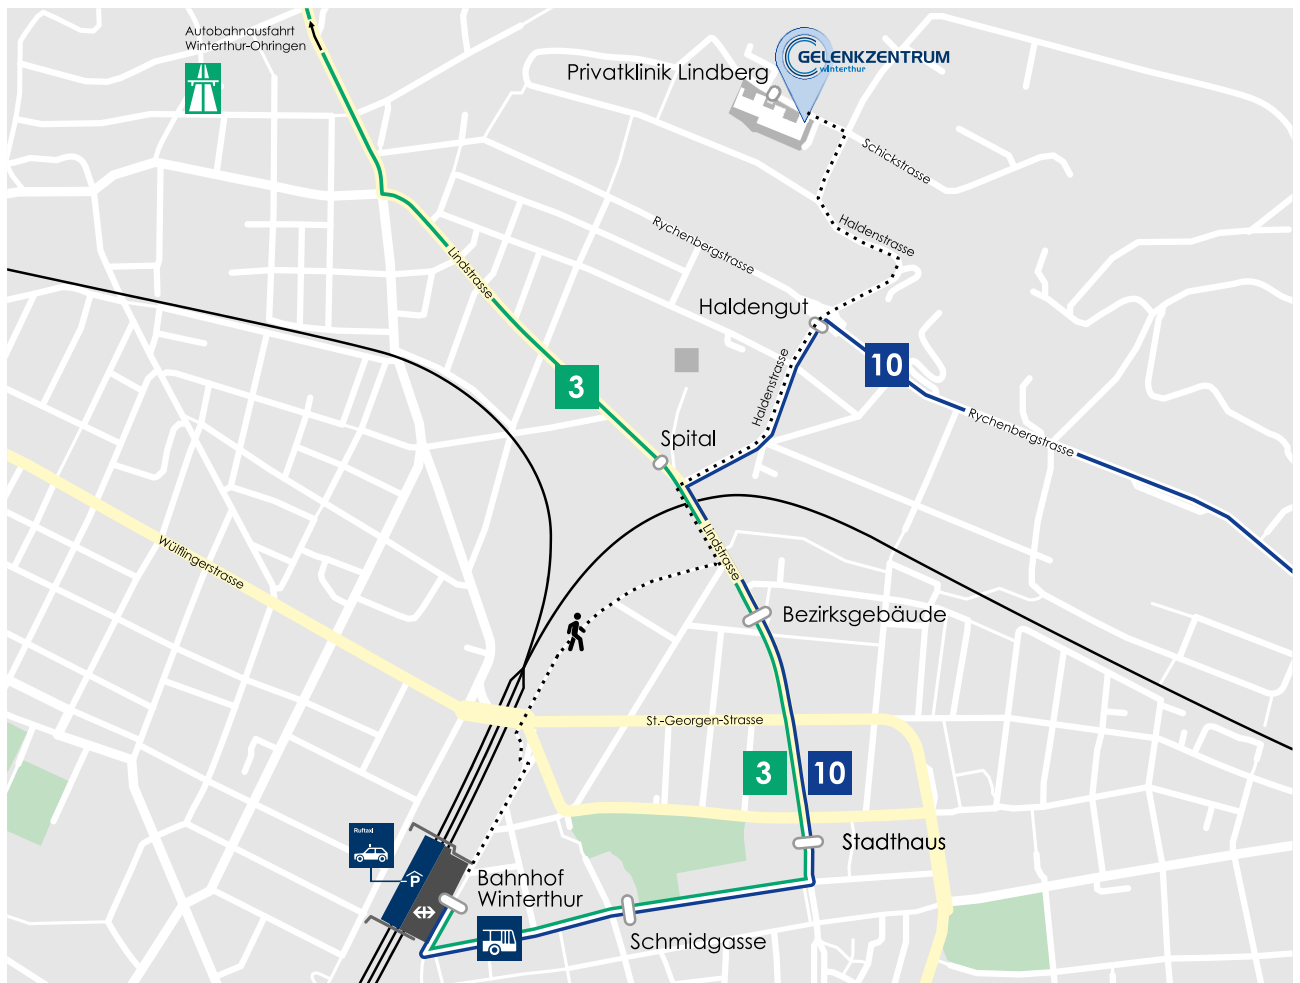 Autobahnausfahrt
Winterthur-Ohringen
GELENKZENTRUM
winterthur
Privatklinik Lindberg
Schickstrasse
Haldenstrasse
Rychenbergstrasse
Lindstrasse
Haldengut
10
3
Haldenstrasse
Rychenbergstrasse
Spital
Lindstrasse
Wülflingerstrasse
Bezirksgebäude
St.-Georgen-Strasse
3
10
Ruftaxi
Stadthaus
P
Bahnhof
Winterthur
Schmidgasse